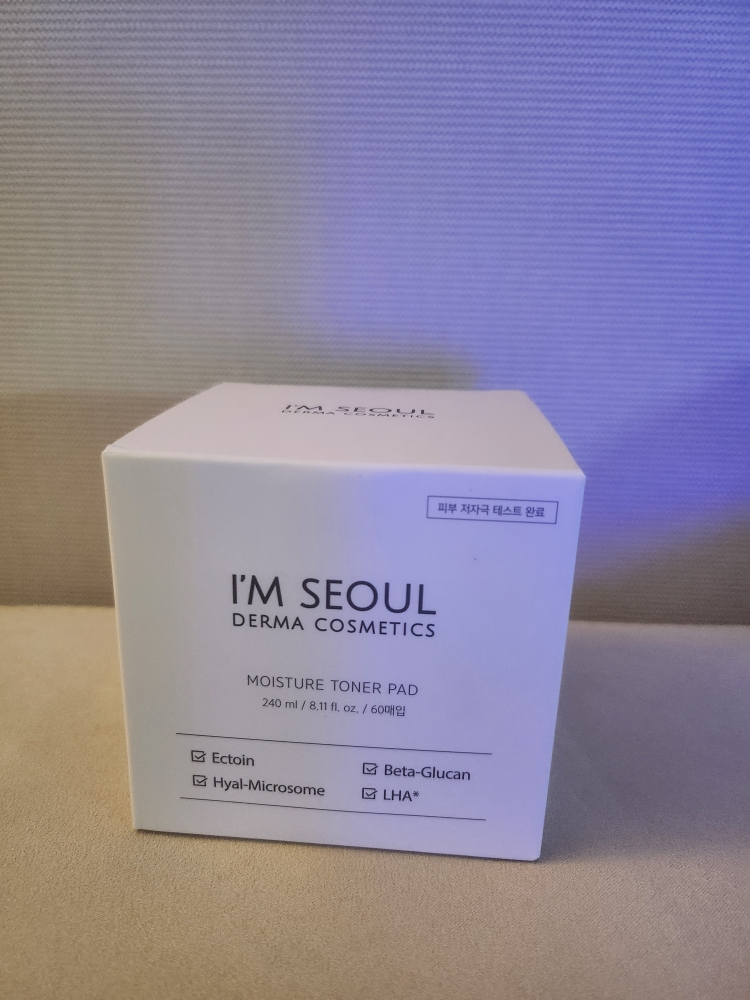 I'M SEOUL
DERMA COSMETICS
피부 저자극 테스트 완료
I'M SEOUL
DERMA COSMETICS
MOISTURE TONER PAD
240 ml / 8.11 fl. oz. / 60매입
Ectoin
Beta-Glucan
Hyal-Microsome
LHA*